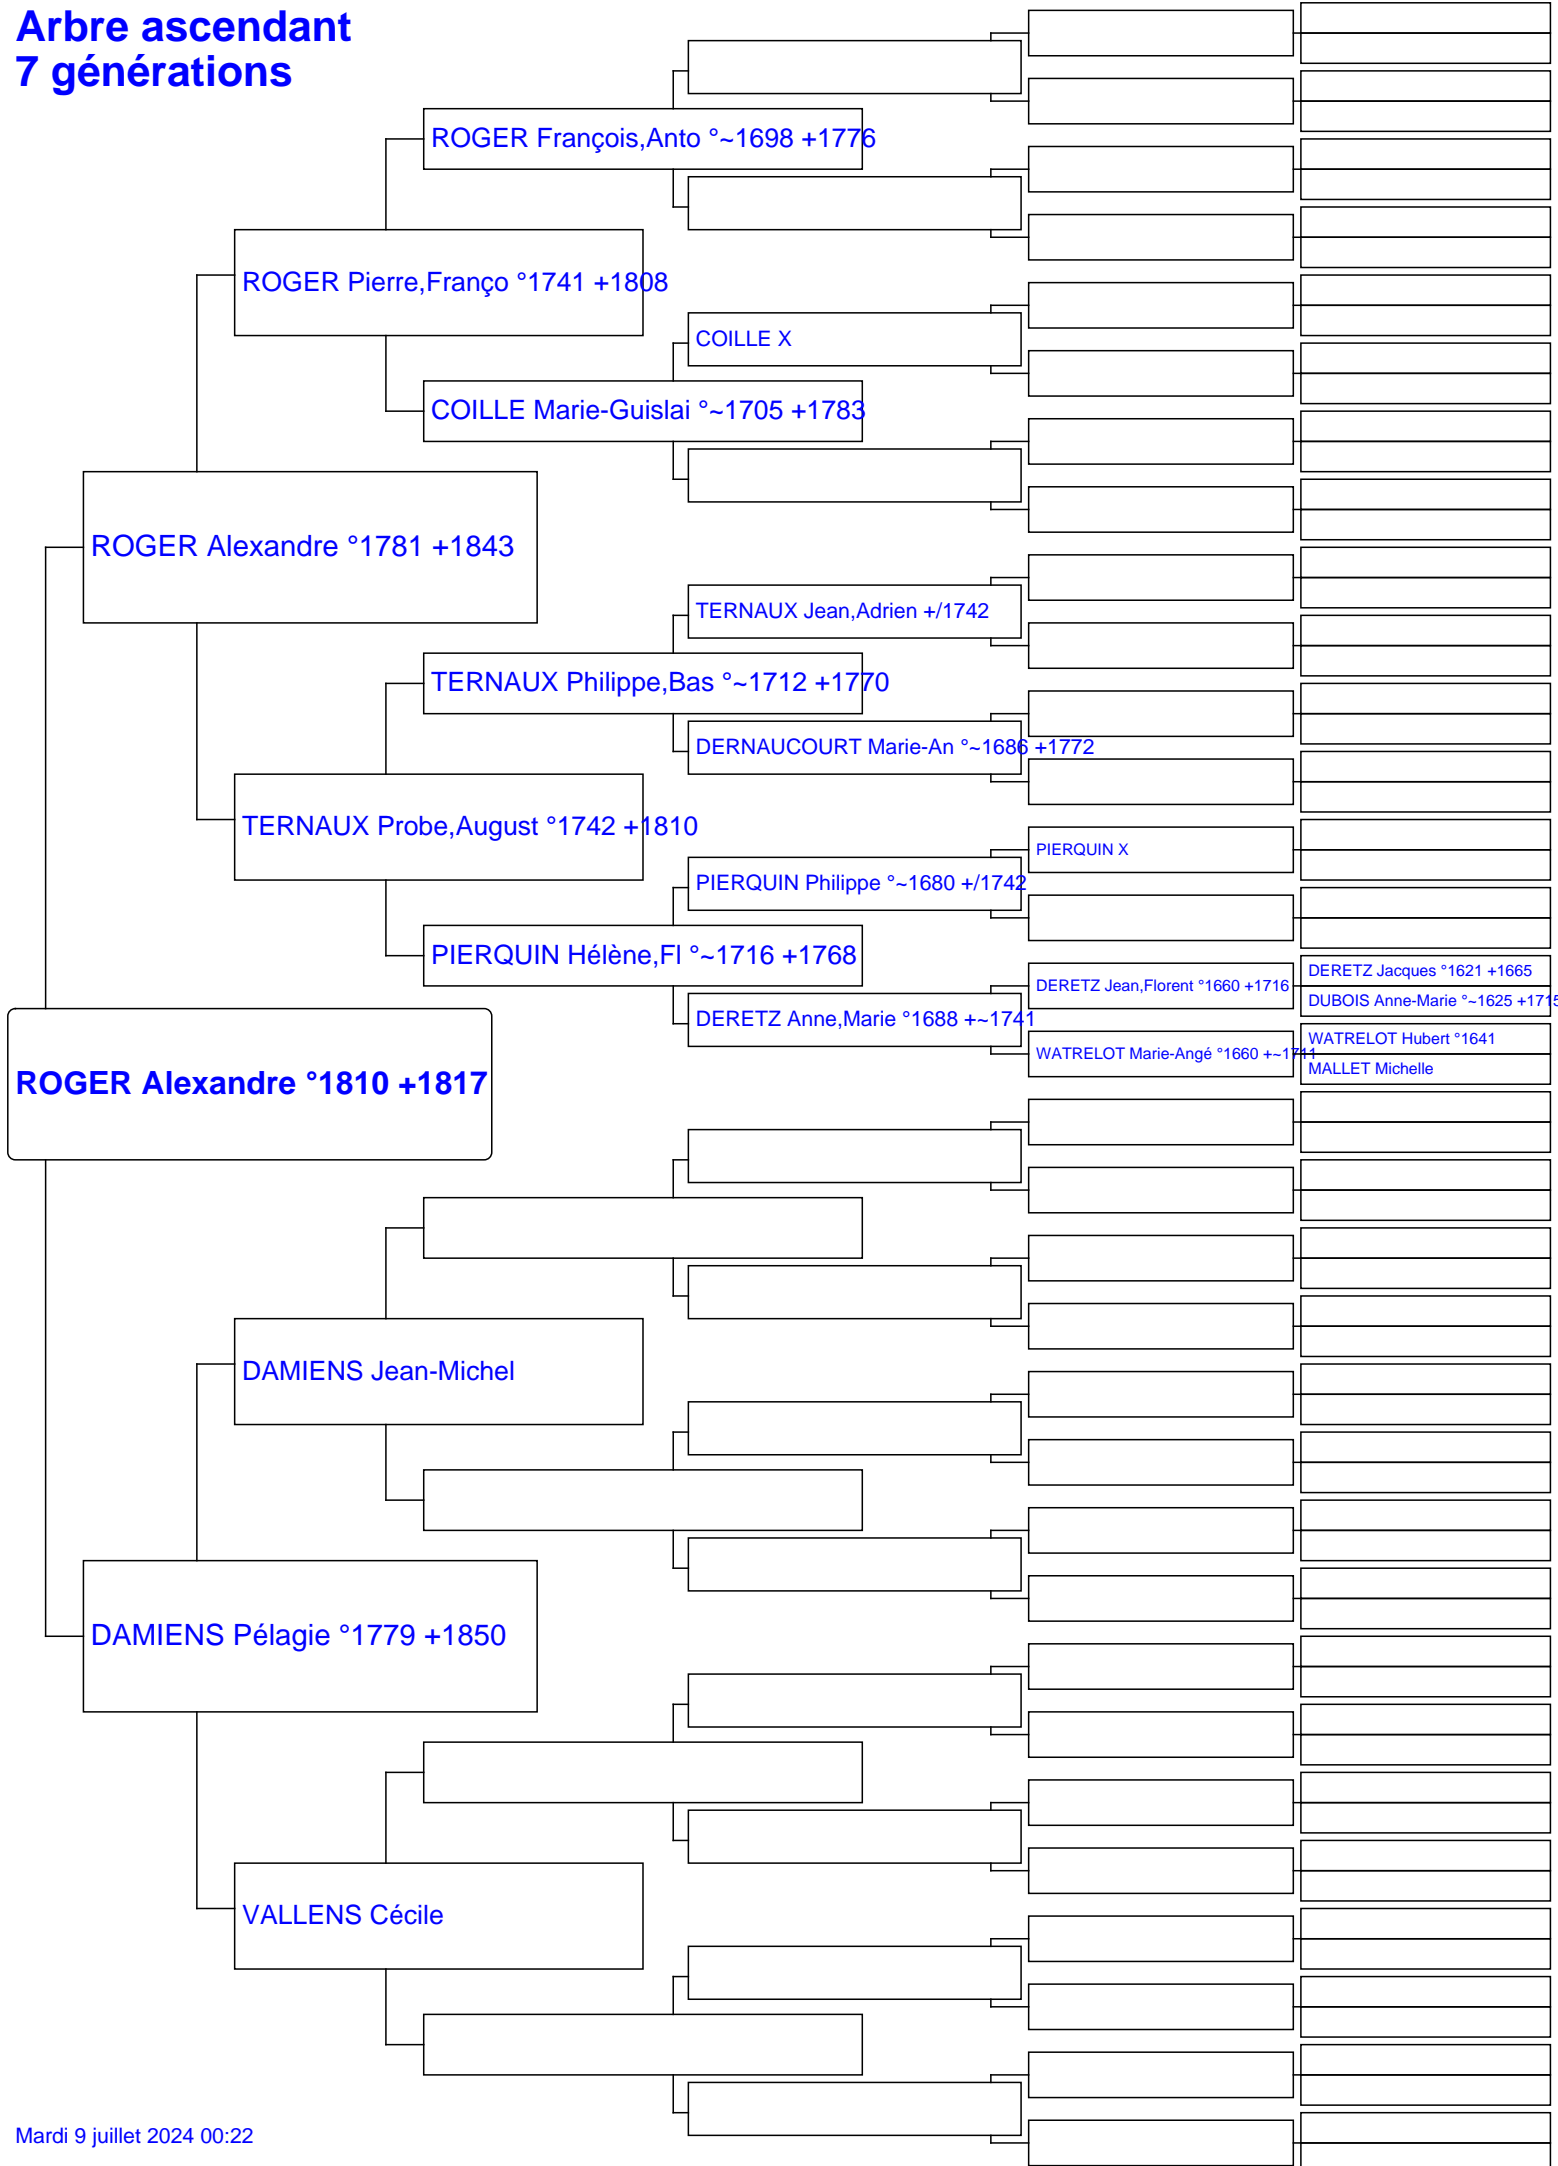 Arbre ascendant
7 générations
ROGER François,Anto °~1698 +1776
ROGER Pierre,Franço °1741 +1808
COILLE X
COILLE Marie-Guislai °~1705 +1783
ROGER Alexandre °1781 +1843
TERNAUX Jean,Adrien +/1742
TERNAUX Philippe,Bas °~1712 +1770
DERNAUCOURT Marie-An °~1686 +1772
TERNAUX Probe,August °1742 +1810
PIERQUIN X
PIERQUIN Philippe °~1680 +/1742
PIERQUIN Hélène,Fl °~1716 +1768
DERETZ Jacques °1621 +1665
DERETZ Jean,Florent °1660 +1716
DUBOIS Anne-Marie °~1625 +1715
DERETZ Anne,Marie °1688 +~1741
WATRELOT Hubert °1641
WATRELOT Marie-Angé °1660 +~1711
MALLET Michelle
ROGER Alexandre °1810 +1817
DAMIENS Jean-Michel
DAMIENS Pélagie °1779 +1850
VALLENS Cécile
Mardi 9 juillet 2024 00:22